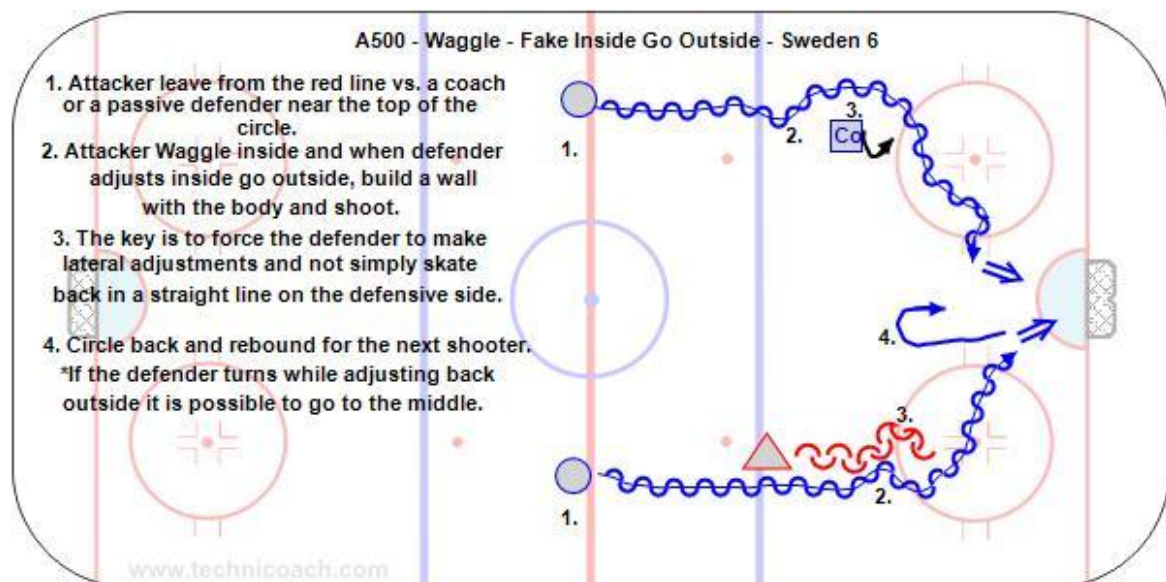 A500 - Waggle - Fake Inside Go Outside - Sweden 6
1. Attacker leave from the red line vs. a coach
or a passive defender near the top of the
circle.
2. Attacker Waggle inside and when defender
adjusts inside go outside, build a wall
with the body and shoot.
3. The key is to force the defender to make
lateral adjustments and not simply skate
back in a straight line on the defensive side.
4. Circle back and rebound for the next shooter.
*If the defender turns while adjusting back
outside it is possible to go to the middle.
1.
2.
3.
Co
4.
3.
2.
1.
www.technicoach.com